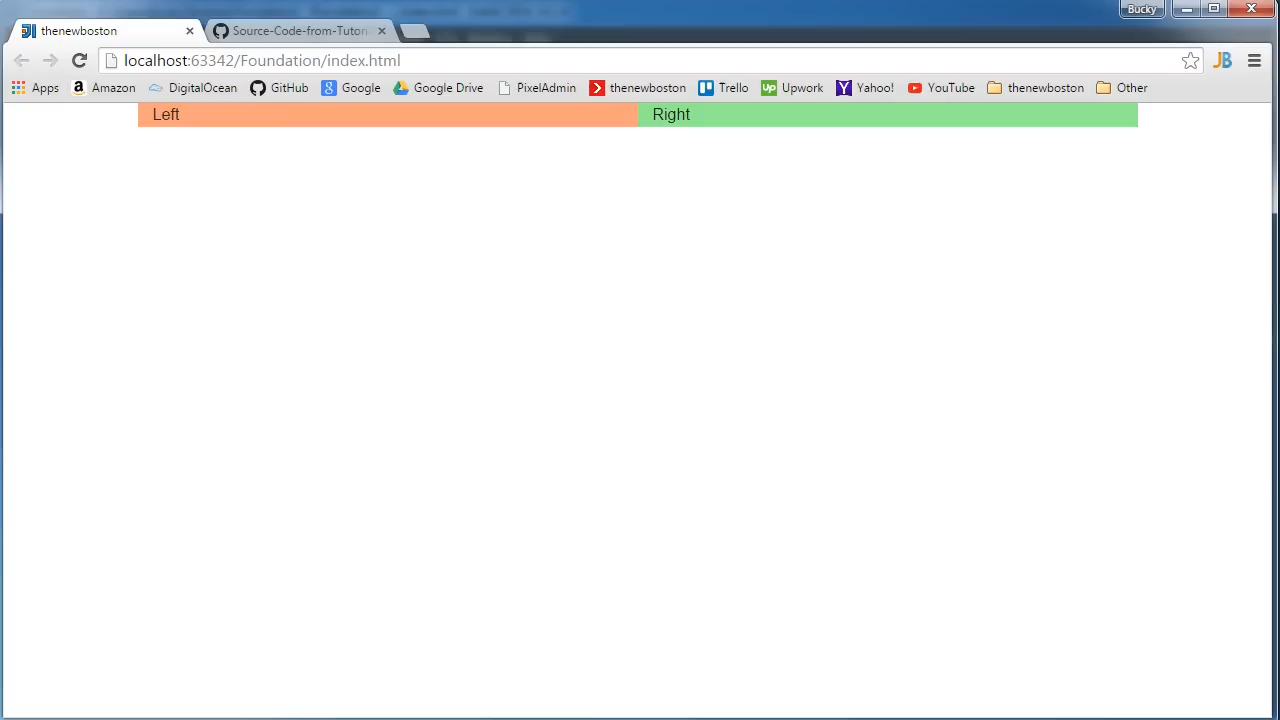 Bucky
thenewboston
Source-Code-from-Tutori
localhost:63342/Foundation/index.html
Apps Amazon DigitalOcean GitHub Google Google Drive PixelAdmin thenewboston Trello Upwork Yahoo! YouTube thenewboston Other
Left Right